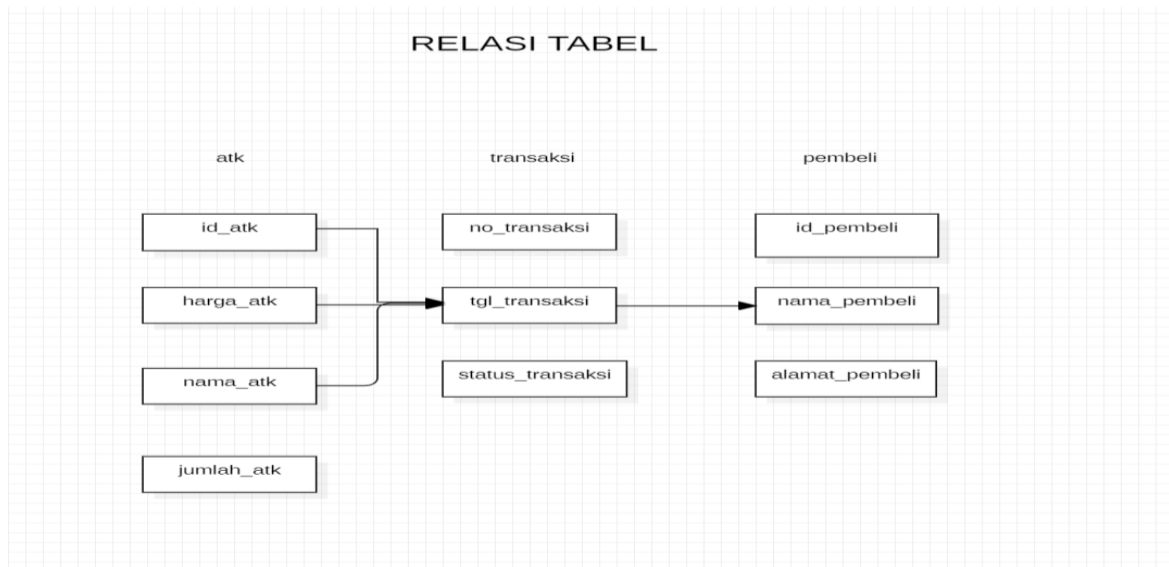 RELASI TABEL
atk
transaksi
pembeli
id_atk
no_transaksi
id_pembeli
harga_atk
tgl_transaksi
nama_pembeli
nama_atk
status_transaksi
alamat_pembeli
jumlah_atk